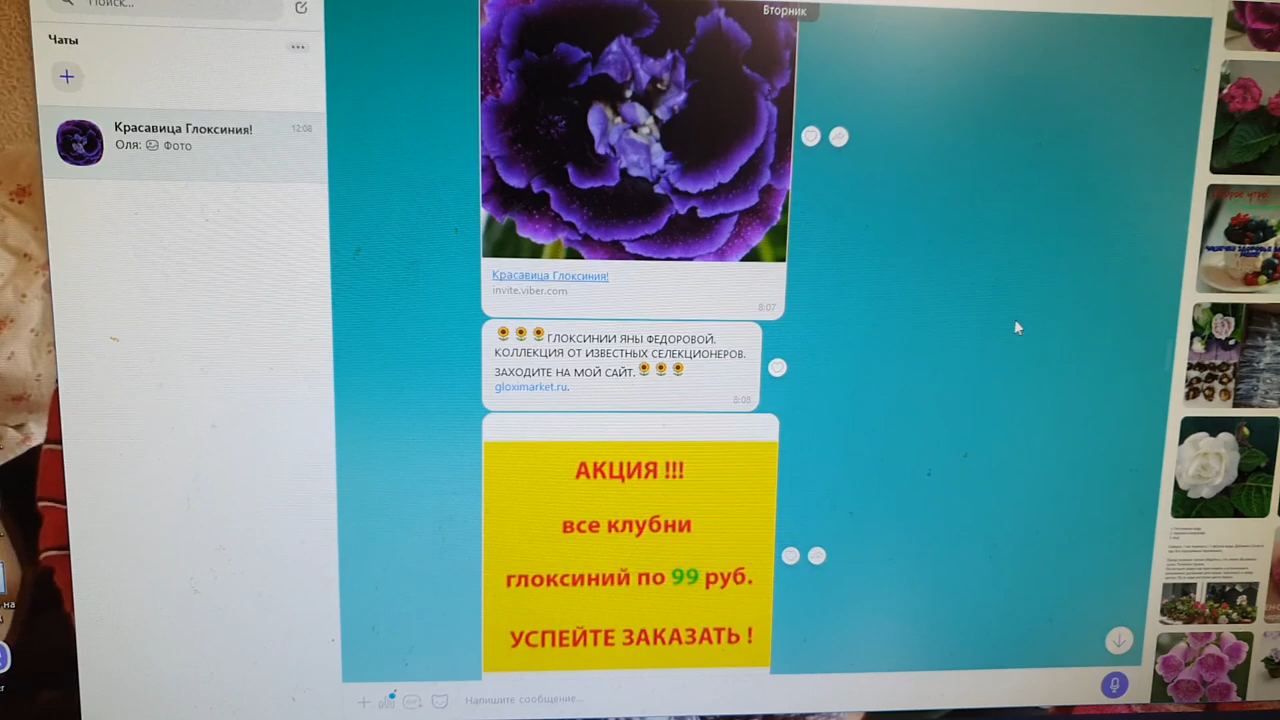 Поиск...
Чаты
Красавица Глоксиния!
12:08
Оля: Фото
Вторник
Красавица Глоксиния!
invite.viber.com
8:07
ГЛОКСИНИИ ЯНЫ ФЕДОРОВОЙ.
КОЛЛЕКЦИЯ ОТ ИЗВЕСТНЫХ СЕЛЕКЦИОНЕРОВ.
ЗАХОДИТЕ НА МОЙ САЙТ.
gloximarket.ru.
8:08
АКЦИЯ !!!
все клубни
глоксиний по 99 руб.
УСПЕЙТЕ ЗАКАЗАТЬ !
Напишите сообщение...
на